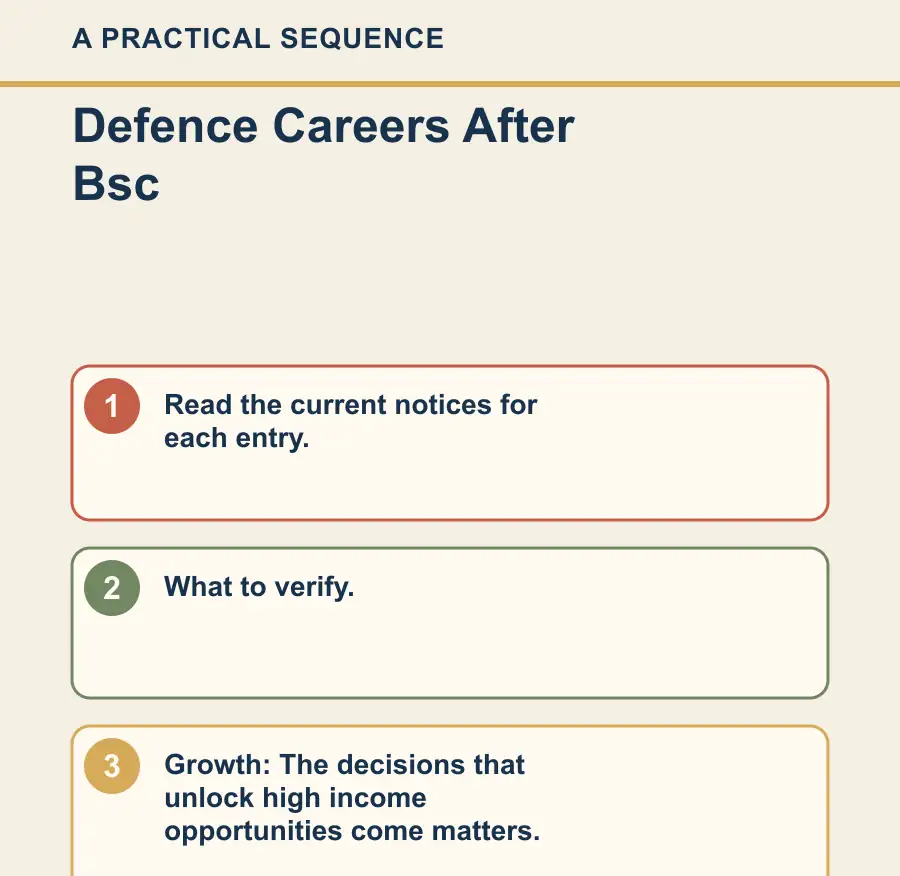 A PRACTICAL SEQUENCE
Defence Careers After
Bsc
1
Read the current notices for
each entry.
2
What to verify.
3
Growth: The decisions that
unlock high income
opportunities come matters.